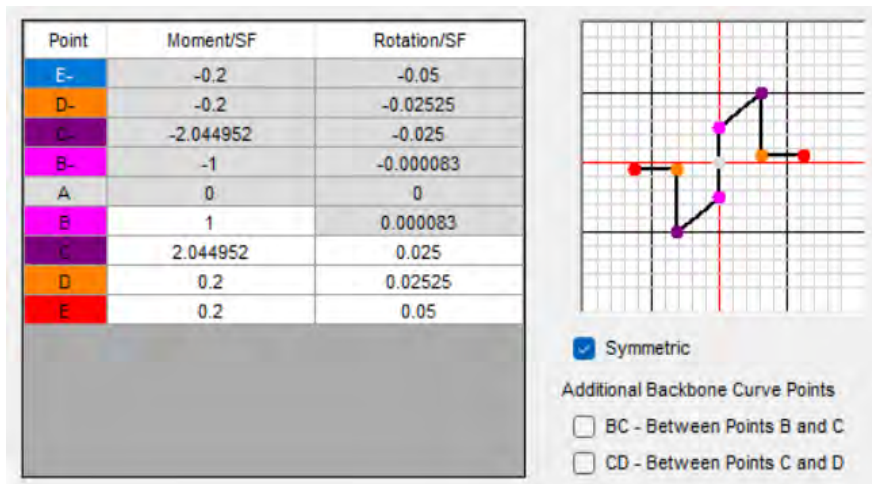 Point Moment/SF Rotation/SF
E- -0.2 -0.05
D- -0.2 -0.02525
C- -2.044952 -0.025
B- -1 -0.000083
A 0 0
B 1 0.000083
C 2.044952 0.025
D 0.2 0.02525
E 0.2 0.05
Symmetric
Additional Backbone Curve Points
BC - Between Points B and C
CD - Between Points C and D